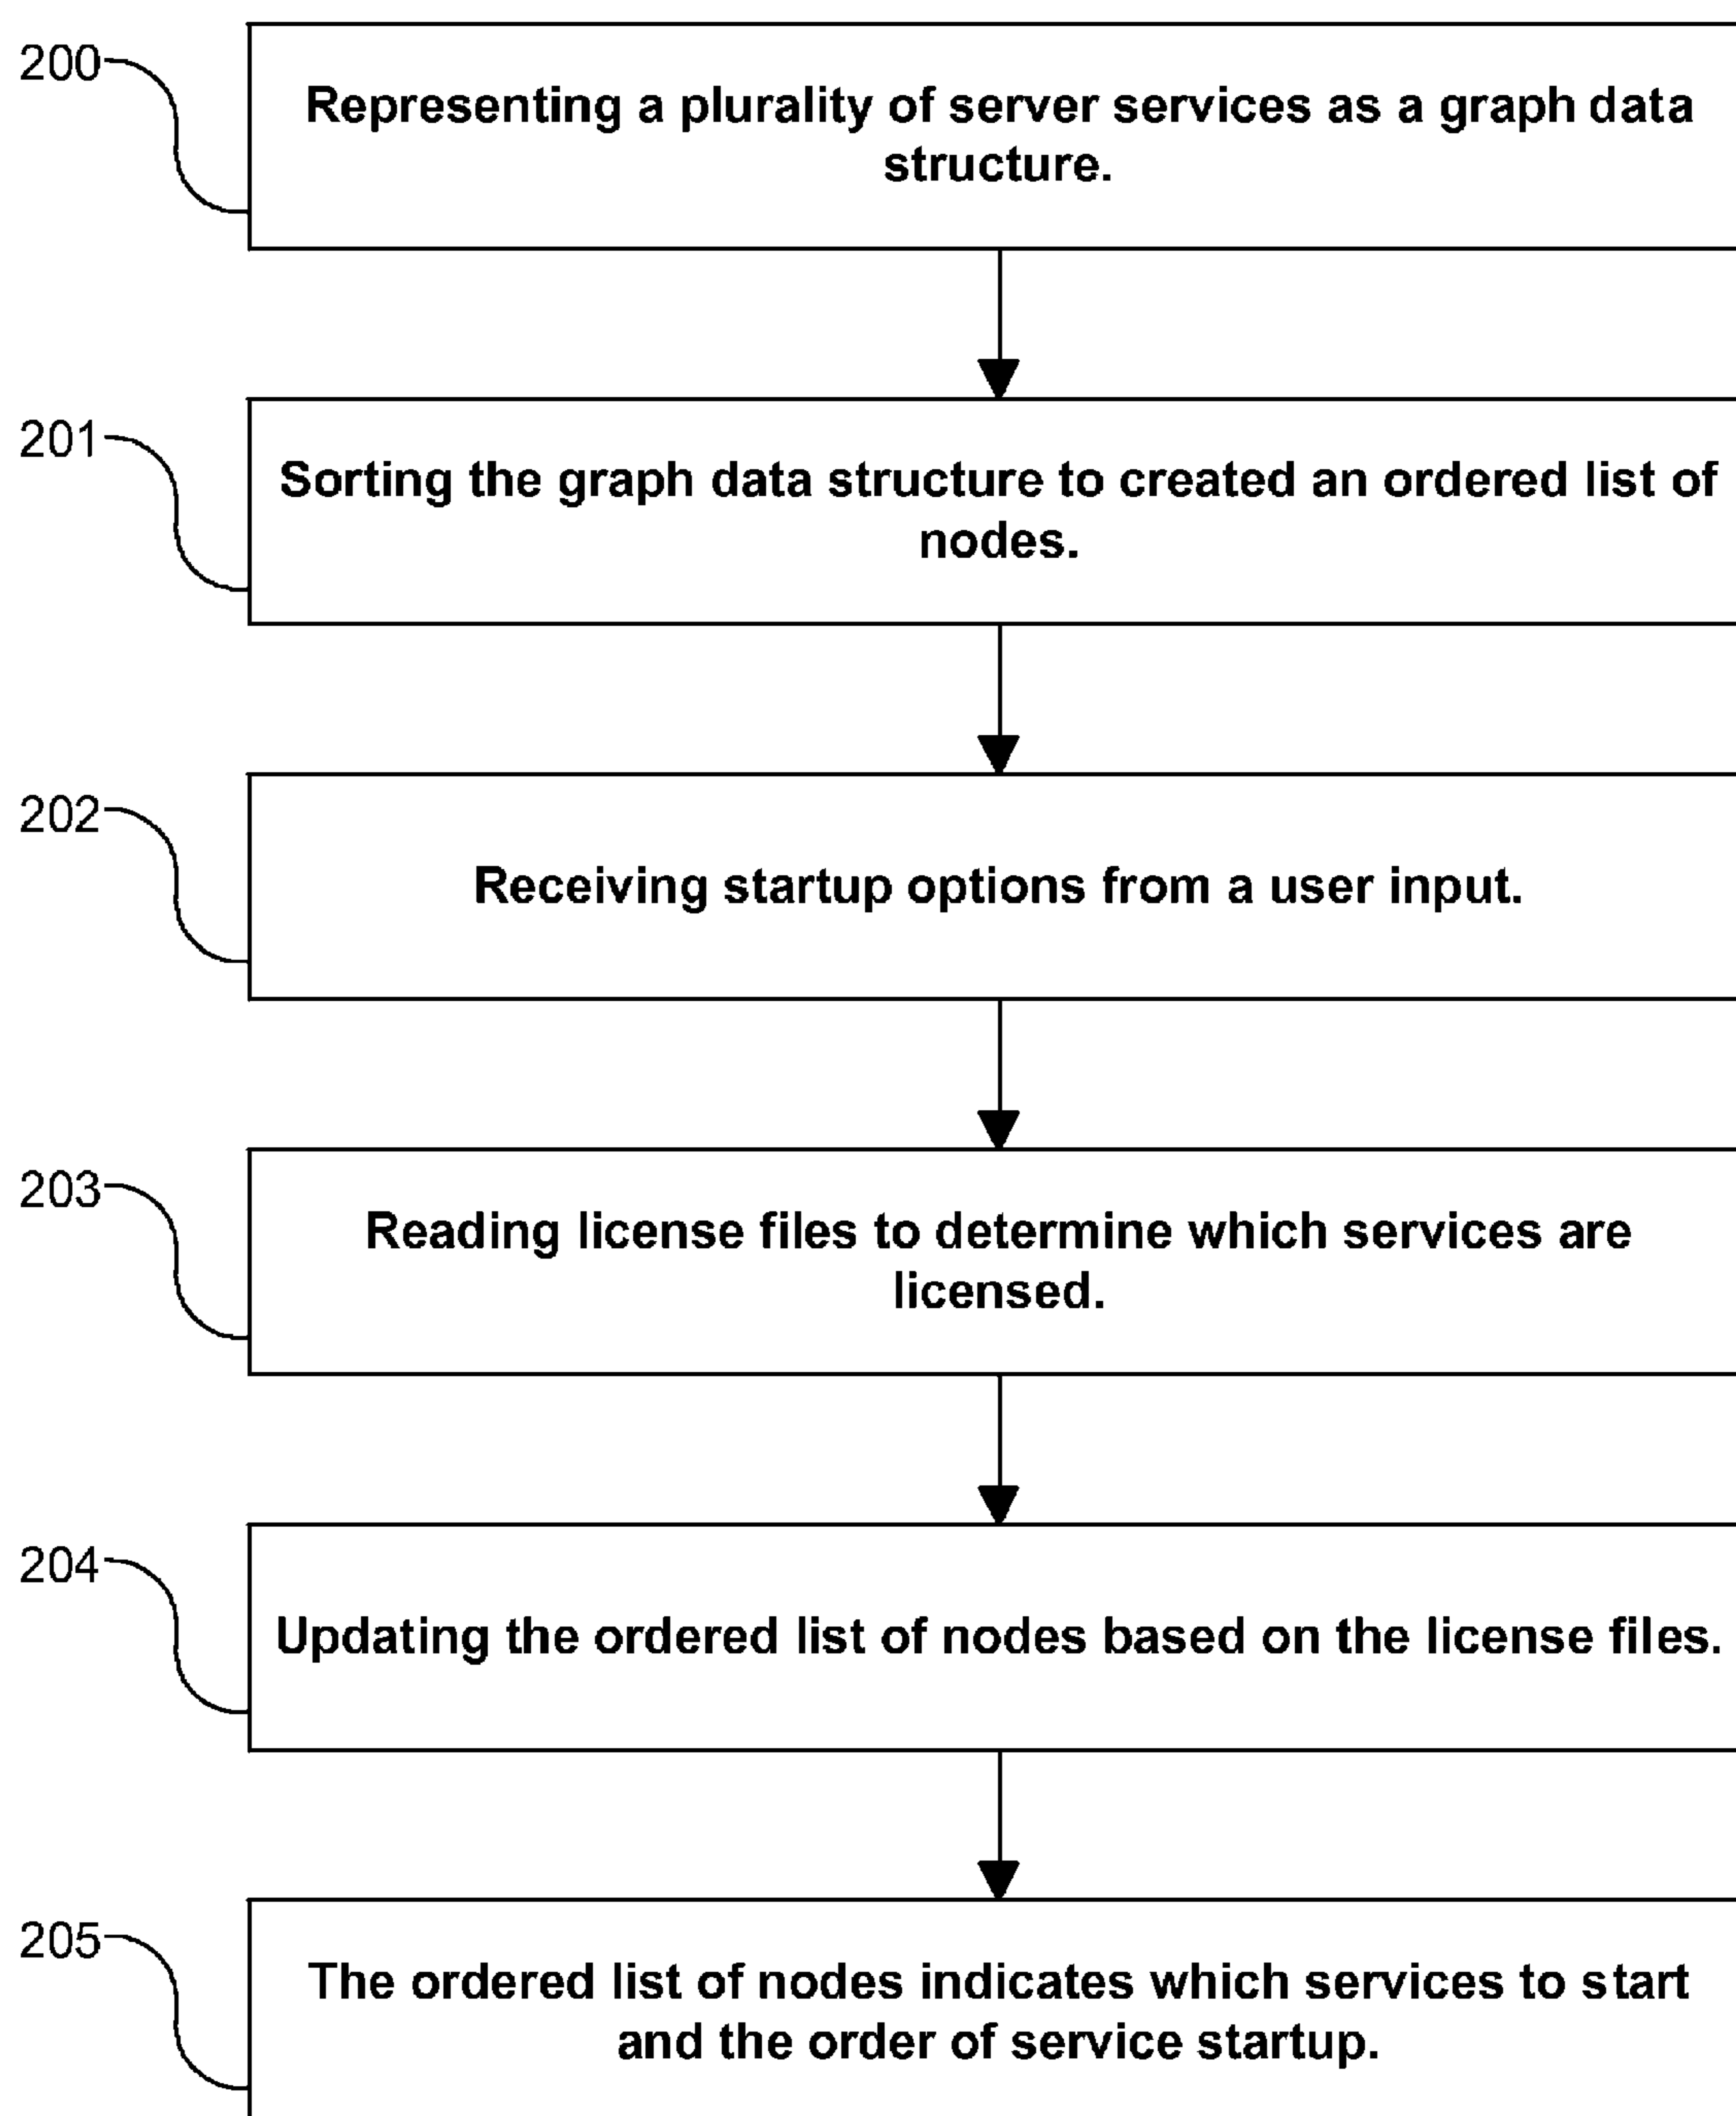 200
Representing a plurality of server services as a graph data
structure.
201
Sorting the graph data structure to created an ordered list of
nodes.
202
Receiving startup options from a user input.
203
Reading license files to determine which services are
licensed.
204
Updating the ordered list of nodes based on the license files.
205
The ordered list of nodes indicates which services to start
and the order of service startup.